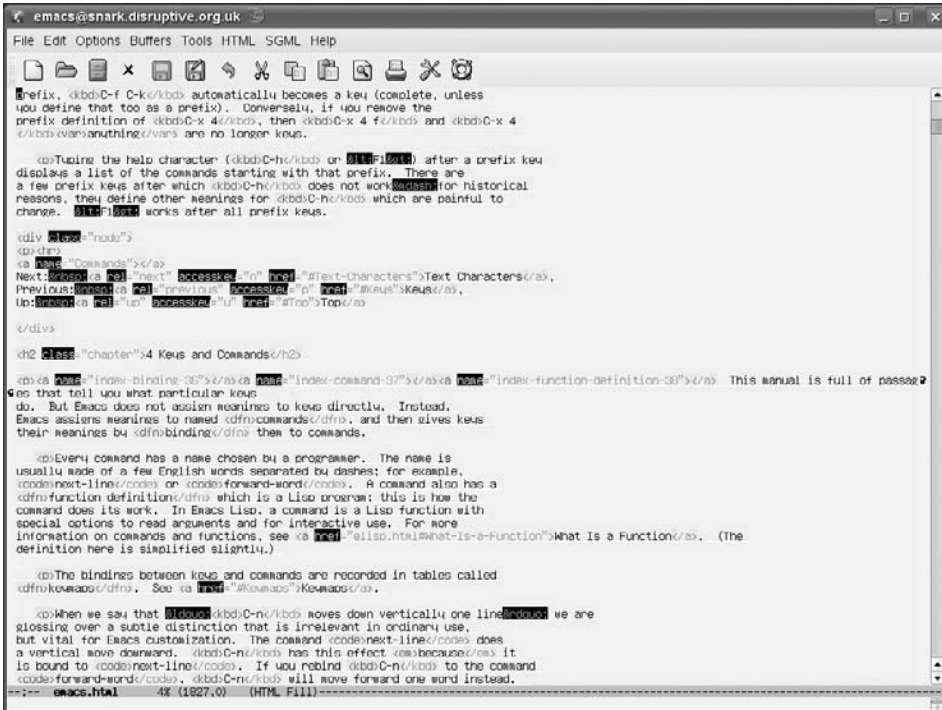 emacs@snark.disruptive.org.uk
File Edit Options Buffers Tools HTML SGML Help
prefix, <kbd>C-f C-k</kbd> automatically becomes a key (complete, unless
you define that too as a prefix).  Conversely, if you remove the
prefix definition of <kbd>C-x 4</kbd>, then <kbd>C-x 4 f</kbd> and <kbd>C-x 4
</kbd><var>anything</var> are no longer keys.
<p>Typing the help character (<kbd>C-h</kbd> or &lt;F1&gt;) after a prefix key
displays a list of the commands starting with that prefix.  There are
a few prefix keys after which <kbd>C-h</kbd> does not work&mdash;for historical
reasons, they define other meanings for <kbd>C-h</kbd> which are painful to
change.  &lt;F1&gt; works after all prefix keys.
<div class="node">
<p><hr>
<a name="Commands"></a>
Next:&nbsp;<a rel="next" accesskey="n" href="#Text-Characters">Text Characters</a>,
Previous:&nbsp;<a rel="previous" accesskey="p" href="#Keys">Keys</a>,
Up:&nbsp;<a rel="up" accesskey="u" href="#Top">Top</a>
</div>
<h2 class="chapter">4 Keys and Commands</h2>
<p><a name="index-binding-36"></a><a name="index-command-37"></a><a name="index-function-definition-38"></a>  This manual is full of passag
es that tell you what particular keys
do.  But Emacs does not assign meanings to keys directly.  Instead,
Emacs assigns meanings to named <dfn>commands</dfn>, and then gives keys
their meanings by <dfn>binding</dfn> them to commands.
<p>Every command has a name chosen by a programmer.  The name is
usually made of a few English words separated by dashes; for example,
<code>next-line</code> or <code>forward-word</code>.  A command also has a
<dfn>function definition</dfn> which is a Lisp program; this is how the
command does its work.  In Emacs Lisp, a command is a Lisp function with
special options to read arguments and for interactive use.  For more
information on commands and functions, see <a href="elisp.html#What-Is-a-Function">What Is a Function</a>.  (The
definition here is simplified slightly.)
<p>The bindings between keys and commands are recorded in tables called
<dfn>keymaps</dfn>.  See <a href="#Keymaps">Keymaps</a>.
<p>When we say that &ldquo;<kbd>C-n</kbd> moves down vertically one line&rdquo; we are
glossing over a subtle distinction that is irrelevant in ordinary use,
but vital for Emacs customization.  The command <code>next-line</code> does
a vertical move downward.  <kbd>C-n</kbd> has this effect <em>because</em> it
is bound to <code>next-line</code>.  If you rebind <kbd>C-n</kbd> to the command
<code>forward-word</code>, <kbd>C-n</kbd> will move forward one word instead.
--:--  emacs.html     4% (1827,0)   (HTML Fill)--------------------